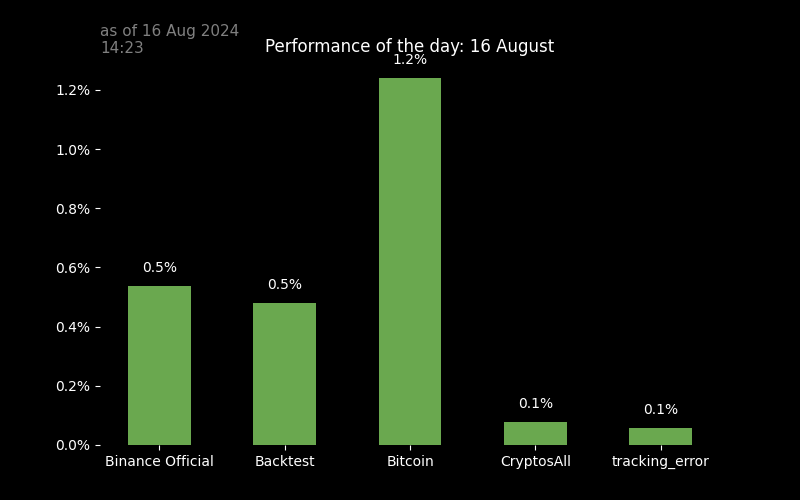 as of 16 Aug 2024
14:23
Performance of the day: 16 August
1.2%
1.2%
1.0%
0.8%
0.6%
0.5%
0.5%
0.4%
0.2%
0.1%
0.1%
0.0%
Binance Official
Backtest
Bitcoin
CryptosAll
tracking_error